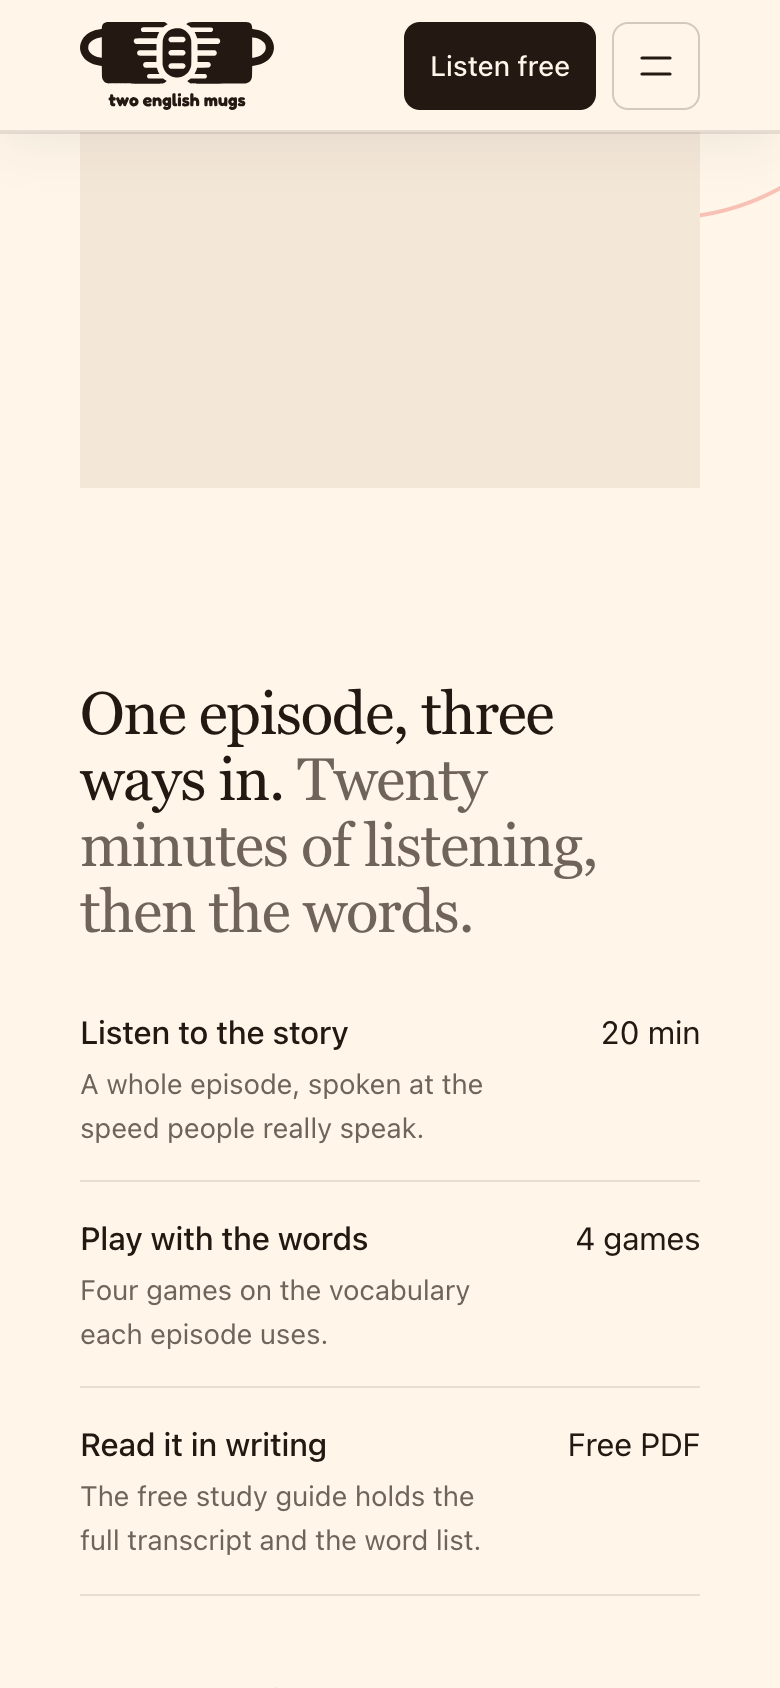 two english mugs
Listen free
One episode, three
ways in. Twenty
minutes of listening,
then the words.
Listen to the story
20 min
A whole episode, spoken at the
speed people really speak.
Play with the words
4 games
Four games on the vocabulary
each episode uses.
Read it in writing
Free PDF
The free study guide holds the
full transcript and the word list.